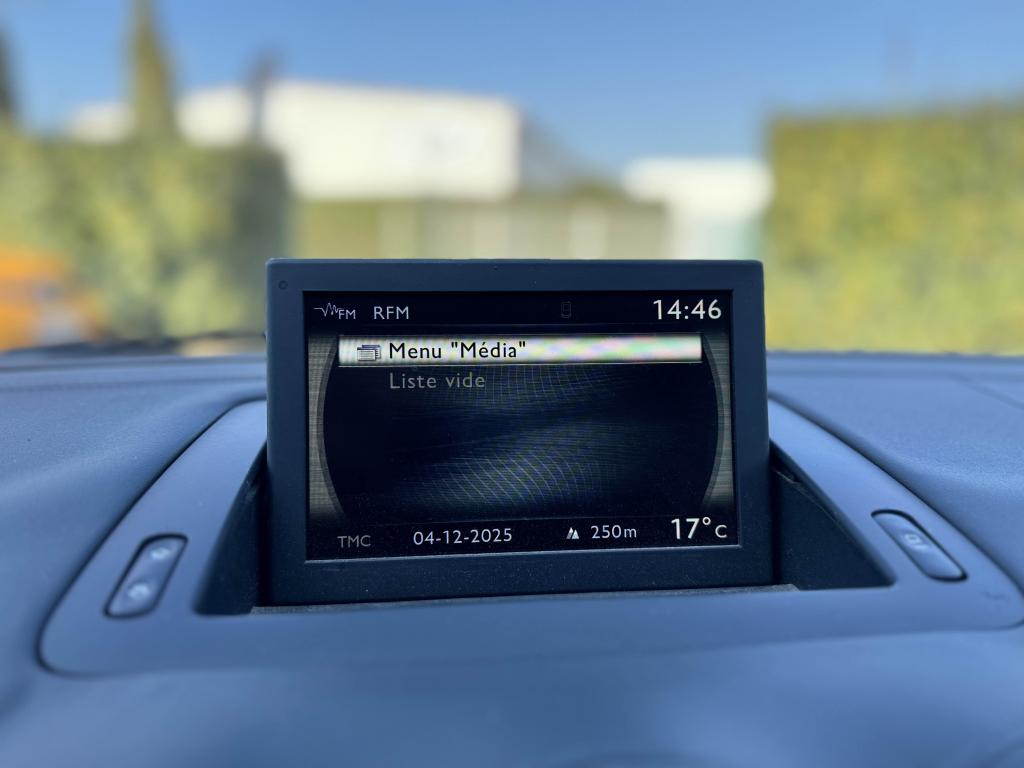 FM RFM 14:46
Menu "Média"
Liste vide
TMC 04-12-2025 250m 17°C